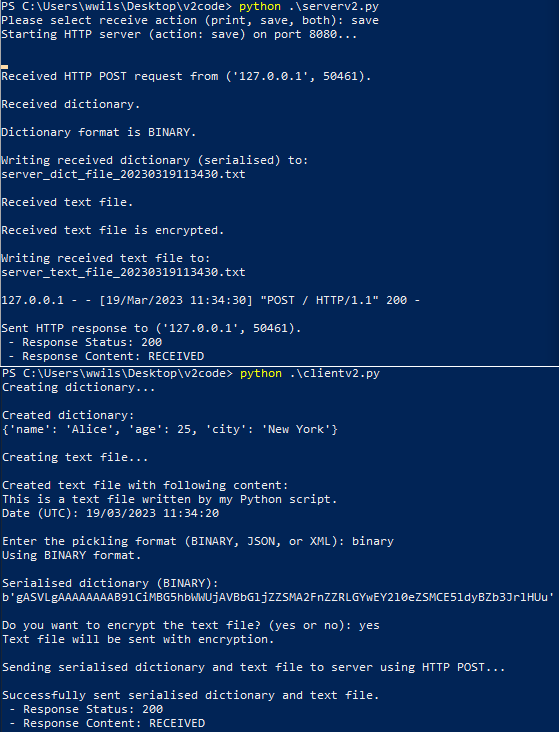 PS C:\Users\wwils\Desktop\v2code> python .\serverv2.py
Please select receive action (print, save, both): save
Starting HTTP server (action: save) on port 8080...
Received HTTP POST request from ('127.0.0.1', 50461).
Received dictionary.
Dictionary format is BINARY.
Writing received dictionary (serialised) to:
server_dict_file_20230319113430.txt
Received text file.
Received text file is encrypted.
Writing received text file to:
server_text_file_20230319113430.txt
127.0.0.1 - - [19/Mar/2023 11:34:30] "POST / HTTP/1.1" 200 -
Sent HTTP response to ('127.0.0.1', 50461).
- Response Status: 200
- Response Content: RECEIVED
PS C:\Users\wwils\Desktop\v2code> python .\clientv2.py
Creating dictionary...
Created dictionary:
{'name': 'Alice', 'age': 25, 'city': 'New York'}
Creating text file...
Created text file with following content:
This is a text file written by my Python script.
Date (UTC): 19/03/2023 11:34:20
Enter the pickling format (BINARY, JSON, or XML): binary
Using BINARY format.
Serialised dictionary (BINARY):
b'gASVLgAAAAAAAAB9lCiMBG5hbWWUjAVBbGljZZSMA2FnZZRLGYwEY2l0eZSMCE5ldyBZb3JrlHUu'
Do you want to encrypt the text file? (yes or no): yes
Text file will be sent with encryption.
Sending serialised dictionary and text file to server using HTTP POST...
Successfully sent serialised dictionary and text file.
- Response Status: 200
- Response Content: RECEIVED